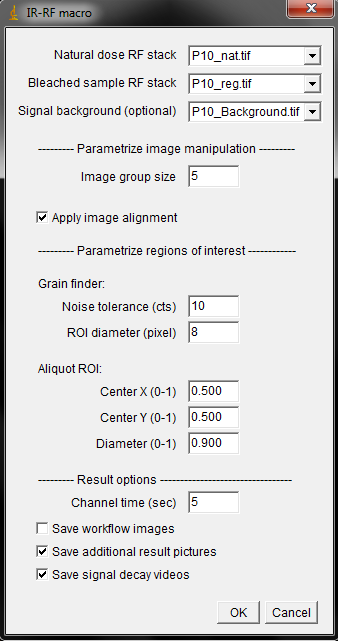 IR-RF macro
Natural dose RF stack P10_nat.tif
Bleached sample RF stack P10_reg.tif
Signal background (optional) P10_Background.tif
--------- Parametrize image manipulation ---------
Image group size 5
Apply image alignment
--------- Parametrize regions of interest ------------
Grain finder:
Noise tolerance (cts) 10
ROI diameter (pixel) 8
Aliquot ROI:
Center X (0-1) 0.500
Center Y (0-1) 0.500
Diameter (0-1) 0.900
--------- Result options ---------------------------------
Channel time (sec) 5
Save workflow images
Save additional result pictures
Save signal decay videos
OK Cancel